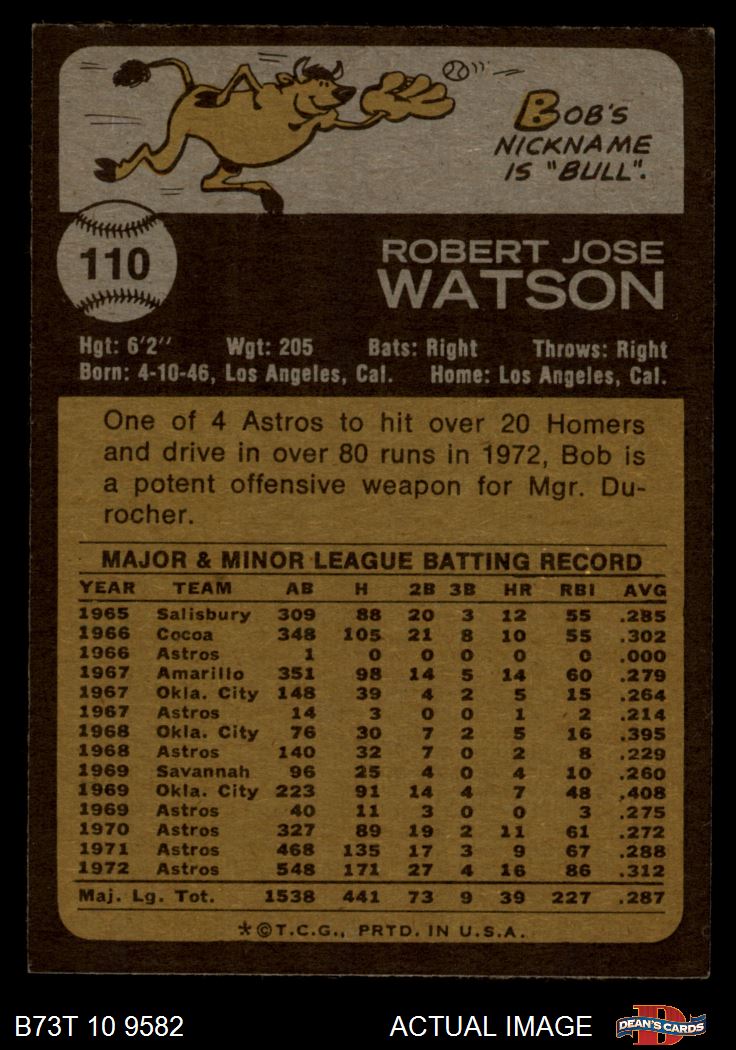 BOB'S
NICKNAME
IS "BULL".
110
ROBERT JOSE
WATSON
Hgt: 6'2" Wgt: 205 Bats: Right Throws: Right
Born: 4-10-46, Los Angeles, Cal. Home: Los Angeles, Cal.
One of 4 Astros to hit over 20 Homers
and drive in over 80 runs in 1972, Bob is
a potent offensive weapon for Mgr. Du-
rocher.
MAJOR & MINOR LEAGUE BATTING RECORD
YEAR TEAM AB H 2B 3B HR RBI AVG
1965 Salisbury 309 88 20 3 12 55 .285
1966 Cocoa 348 105 21 8 10 55 .302
1966 Astros 1 0 0 0 0 0 .000
1967 Amarillo 351 98 14 5 14 60 .279
1967 Okla. City 148 39 4 2 5 15 .264
1967 Astros 14 3 0 0 1 2 .214
1968 Okla. City 76 30 7 2 5 16 .395
1968 Astros 140 32 7 0 2 8 .229
1969 Savannah 96 25 4 0 4 10 .260
1969 Okla. City 223 91 14 4 7 48 .408
1969 Astros 40 11 3 0 0 3 .275
1970 Astros 327 89 19 2 11 61 .272
1971 Astros 468 135 17 3 9 67 .288
1972 Astros 548 171 27 4 16 86 .312
Maj. Lg. Tot. 1538 441 73 9 39 227 .287
*©T.C.G., PRTD. IN U.S.A.
B73T 10 9582 ACTUAL IMAGE D DEAN'S CARDS